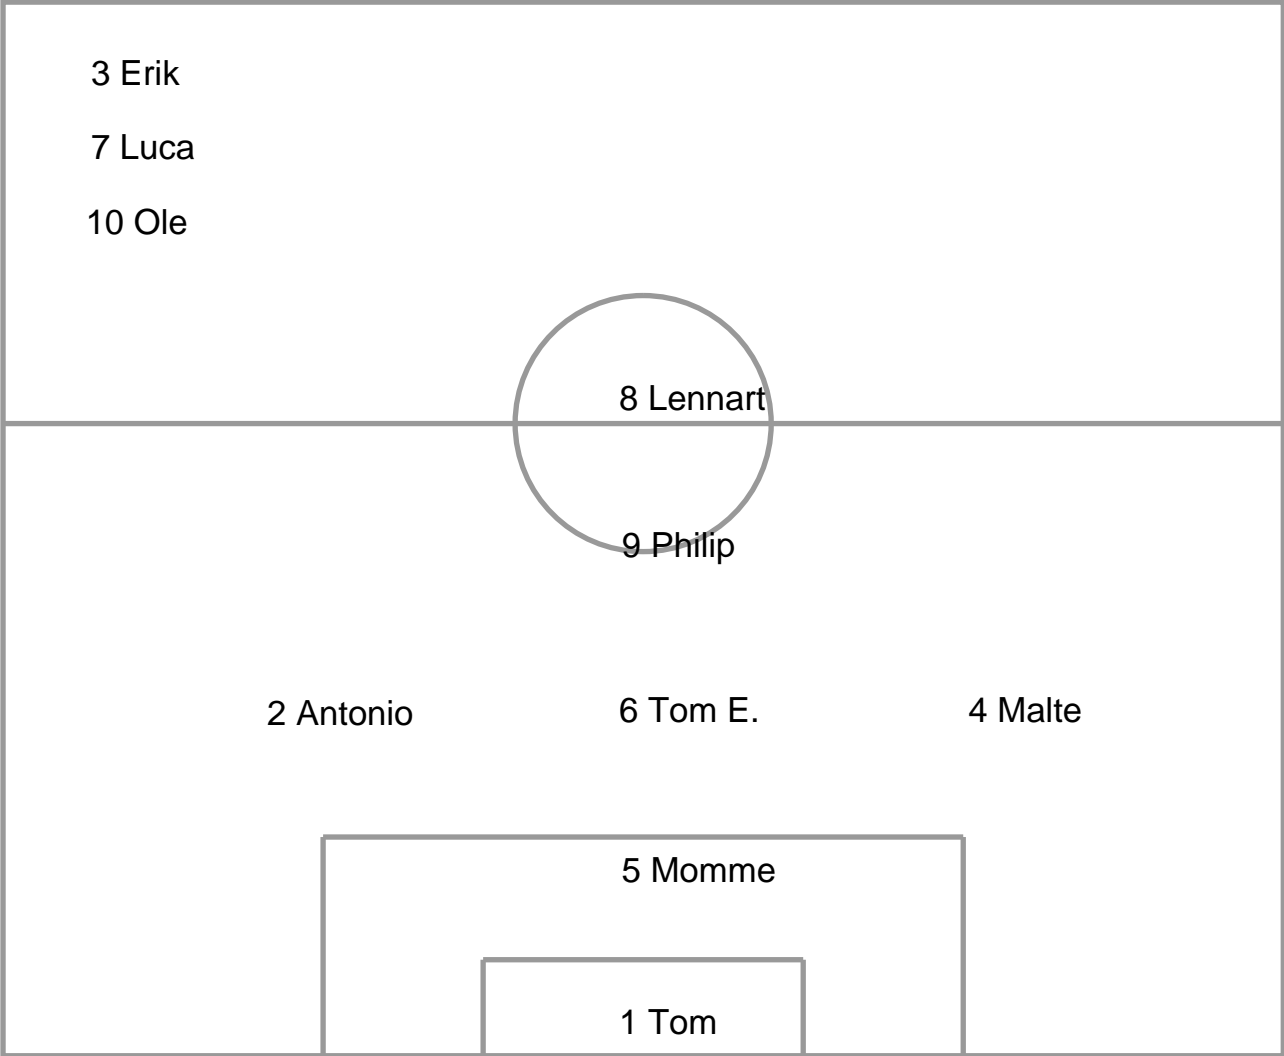 3 Erik
7 Luca
10 Ole
8 Lennart
9 Philip
2 Antonio
6 Tom E.
4 Malte
5 Momme
1 Tom